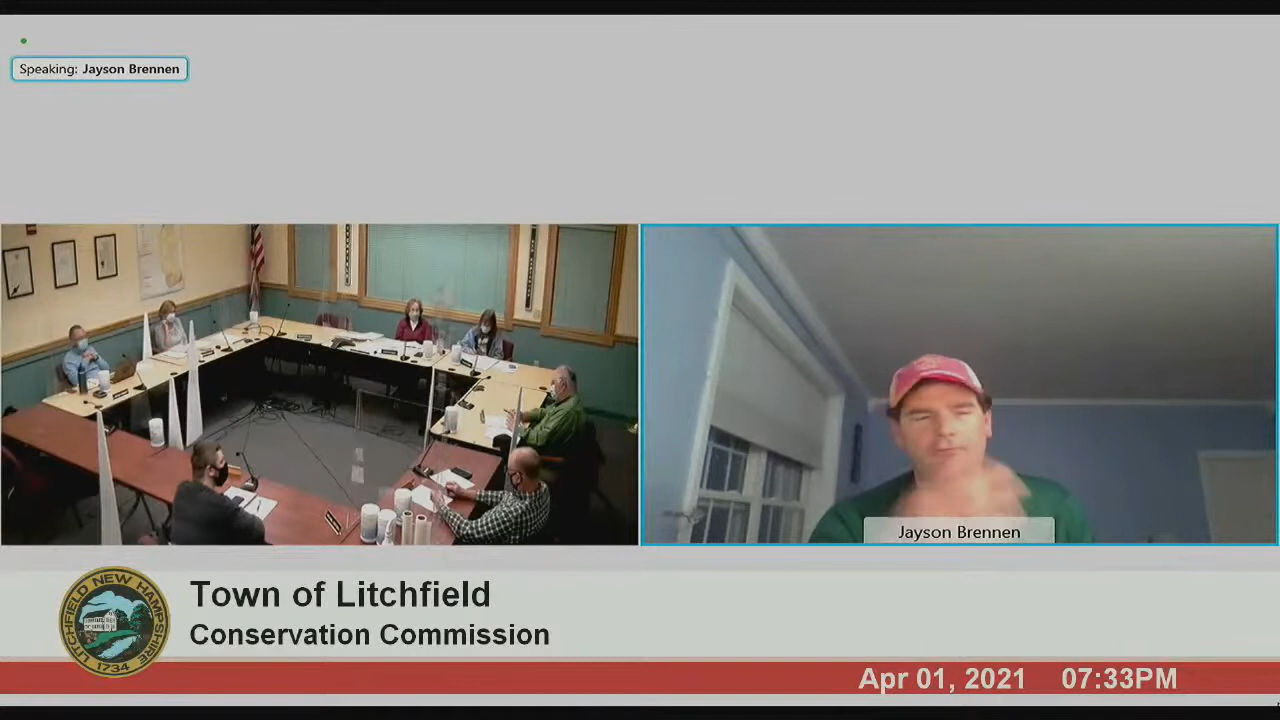 Speaking: Jayson Brennen
Jayson Brennen
Town of Litchfield
Conservation Commission
LITCHFIELD NEW HAMPSHIRE
1734
Apr 01, 2021 07:33PM